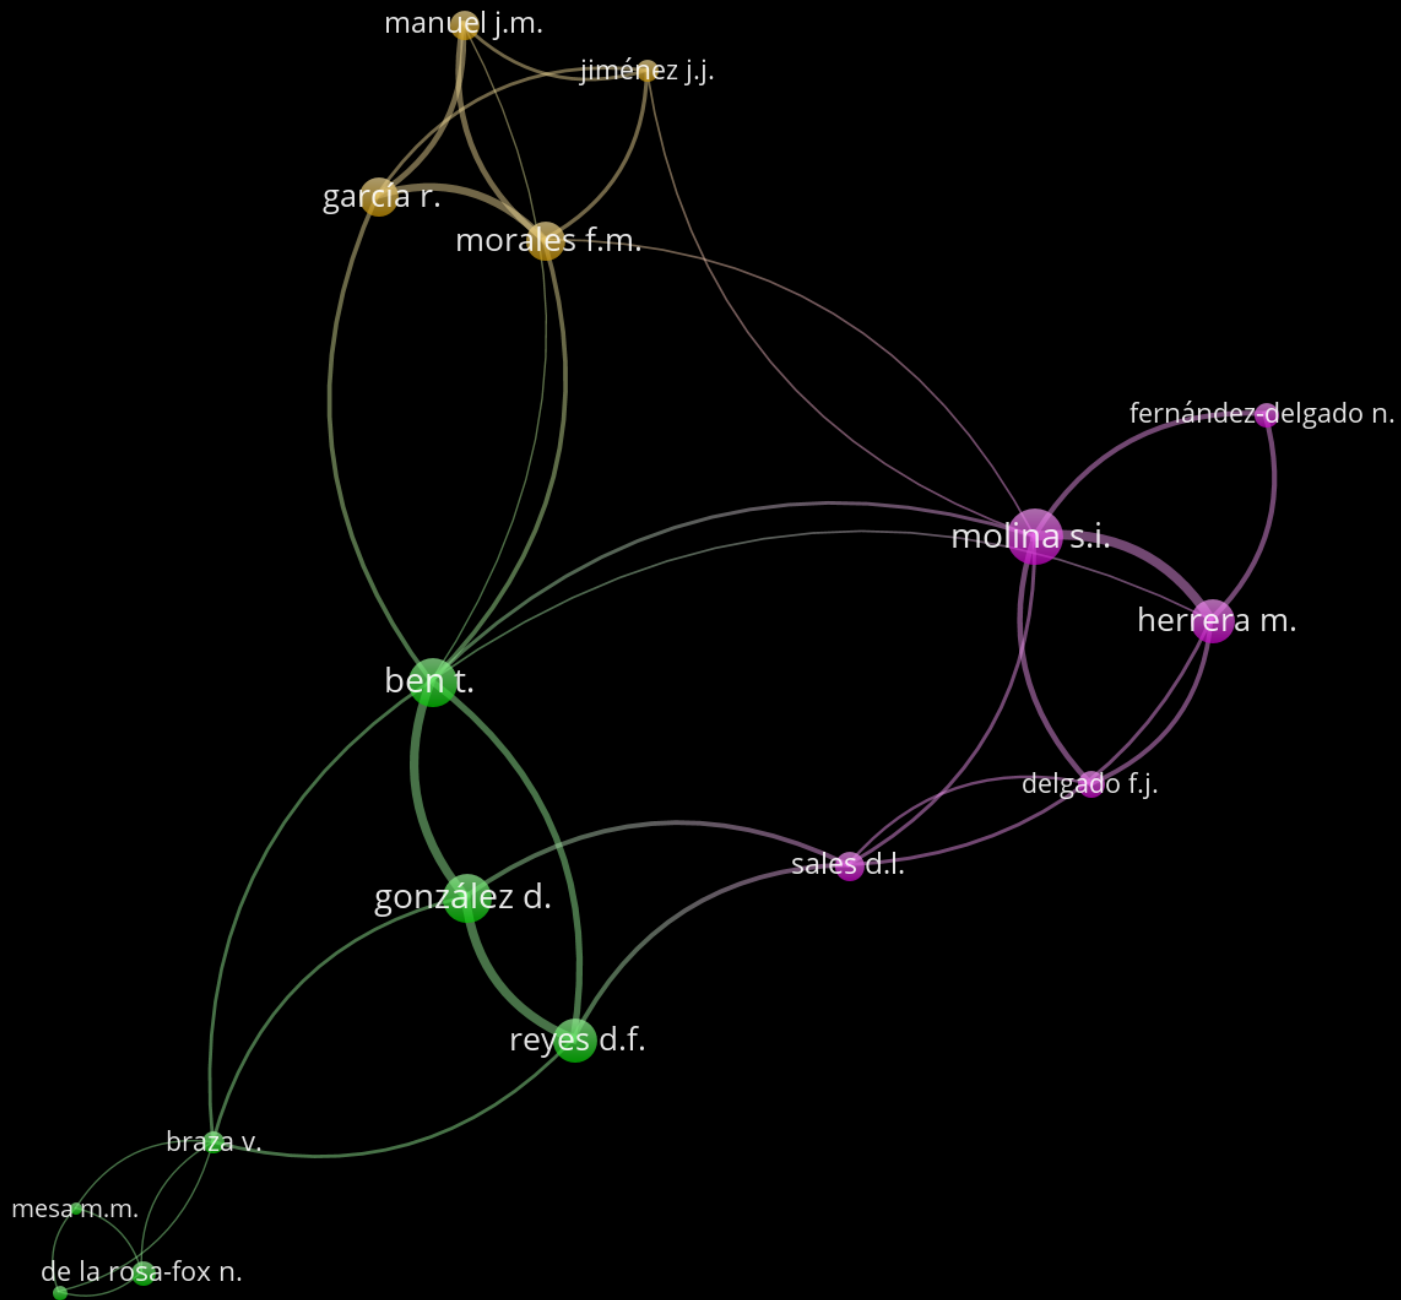 manuel j.m.
jiménez j.j.
garcía r.
morales f.m.
fernández-delgado n.
molina s.i.
herrera m.
ben t.
delgado f.j.
sales d.l.
gonzález d.
reyes d.f.
braza v.
mesa m.m.
de la rosa-fox n.